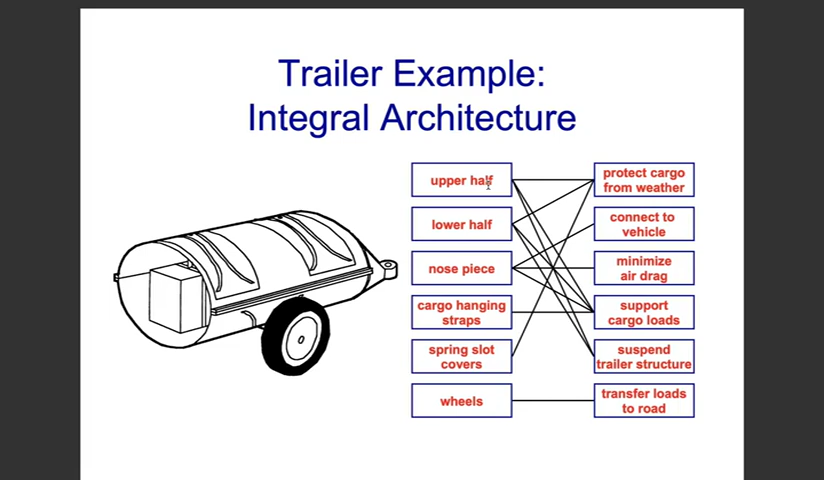 Trailer Example:
Integral Architecture
upper half
lower half
nose piece
cargo hanging
straps
spring slot
covers
wheels
protect cargo
from weather
connect to
vehicle
minimize
air drag
support
cargo loads
suspend
trailer structure
transfer loads
to road